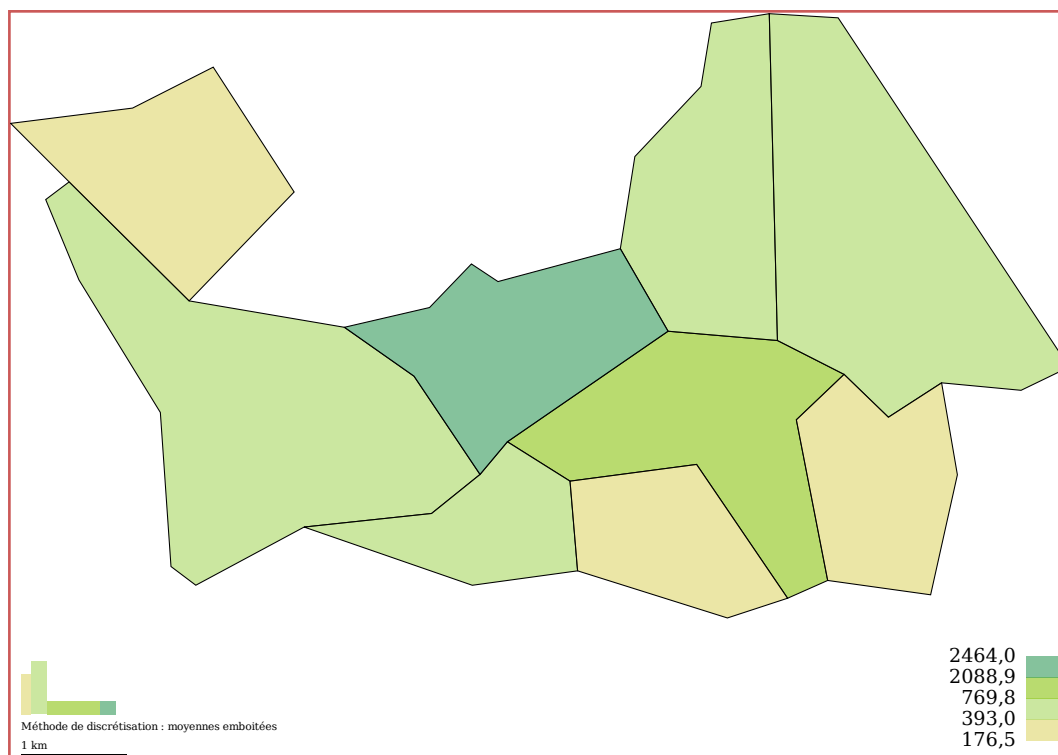 2464,0
2088,9
769,8
393,0
176,5
Méthode de discrétisation : moyennes emboitées
1 km